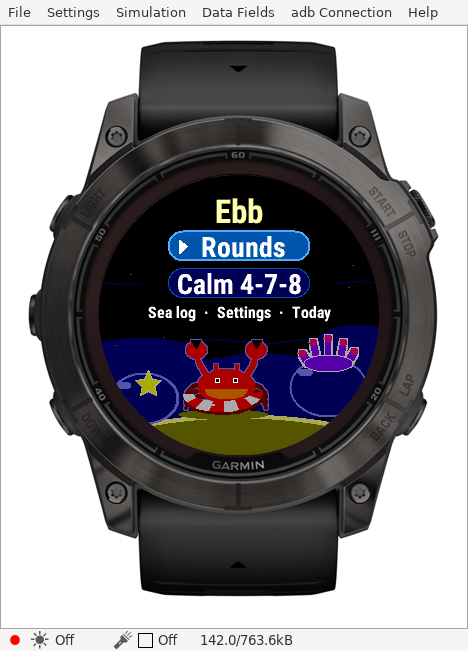 File Settings Simulation Data Fields adb Connection Help
60
LIGHT
START
STOP
50
Ebb
Rounds
Calm 4-7-8
Sea log · Settings · Today
40
20
DOWN
BACK
LAP
GARMIN
Off Off 142.0/763.6kB